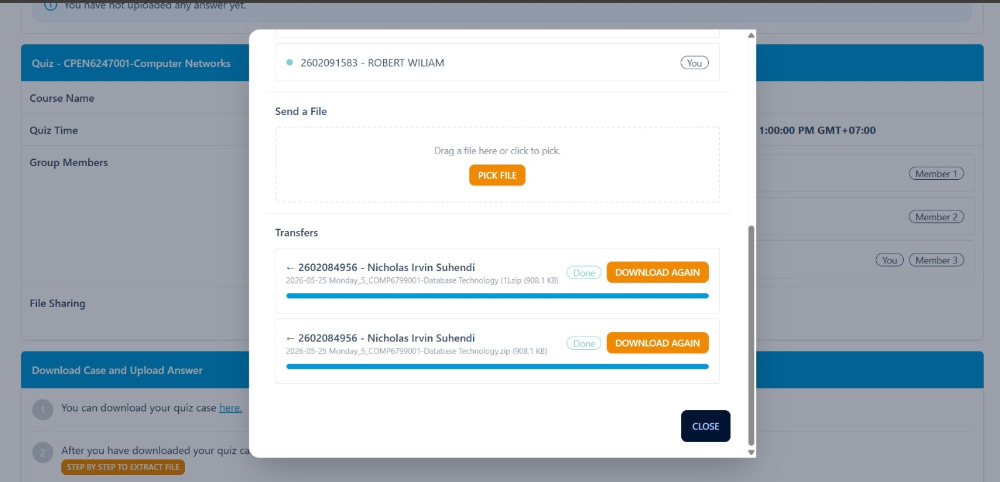 You have not uploaded any answer yet.
Quiz - CPEN6247001-Computer Networks
Course Name
Quiz Time
1:00:00 PM GMT+07:00
Group Members
Member 1
Member 2
You
Member 3
File Sharing
Download Case and Upload Answer
1
You can download your quiz case here.
2
After you have downloaded your quiz ca
STEP BY STEP TO EXTRACT FILE
2602091583 - ROBERT WILIAM
You
Send a File
Drag a file here or click to pick.
PICK FILE
Transfers
← 2602084956 - Nicholas Irvin Suhendi
2026-05-25 Monday_5_COMP6799001-Database Technology (1).zip (908.1 KB)
Done
DOWNLOAD AGAIN
← 2602084956 - Nicholas Irvin Suhendi
2026-05-25 Monday_5_COMP6799001-Database Technology.zip (908.1 KB)
Done
DOWNLOAD AGAIN
CLOSE